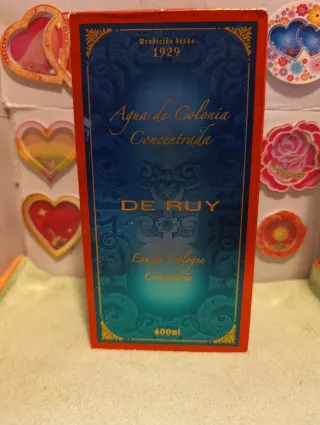 Tradición desde
1929
Agua de Colonia
Concentrada
DE RUY
Eau de Cologne
Concentrée
400ml